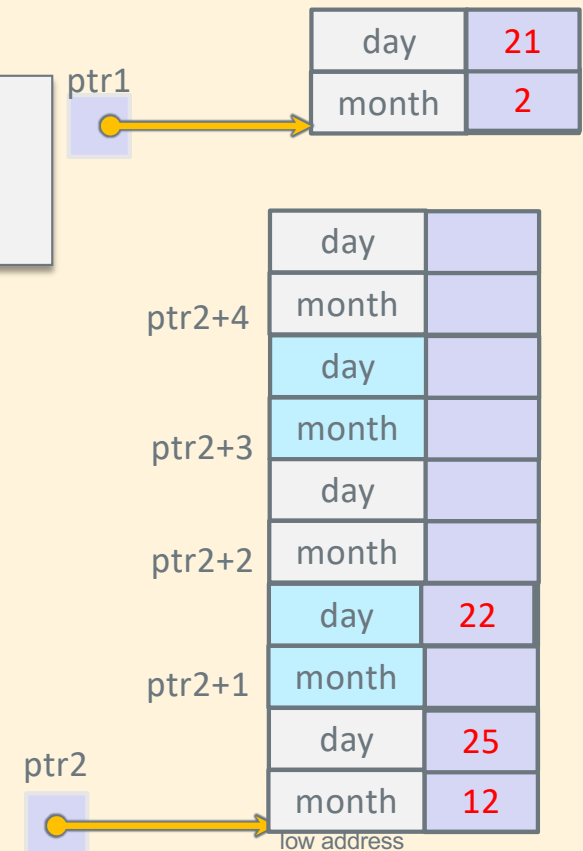 day 21
ptr1
month 2
day
ptr2+4 month
day
month
ptr2+3
day
ptr2+2 month
day 22
ptr2+1 month
day 25
ptr2
month 12
low address